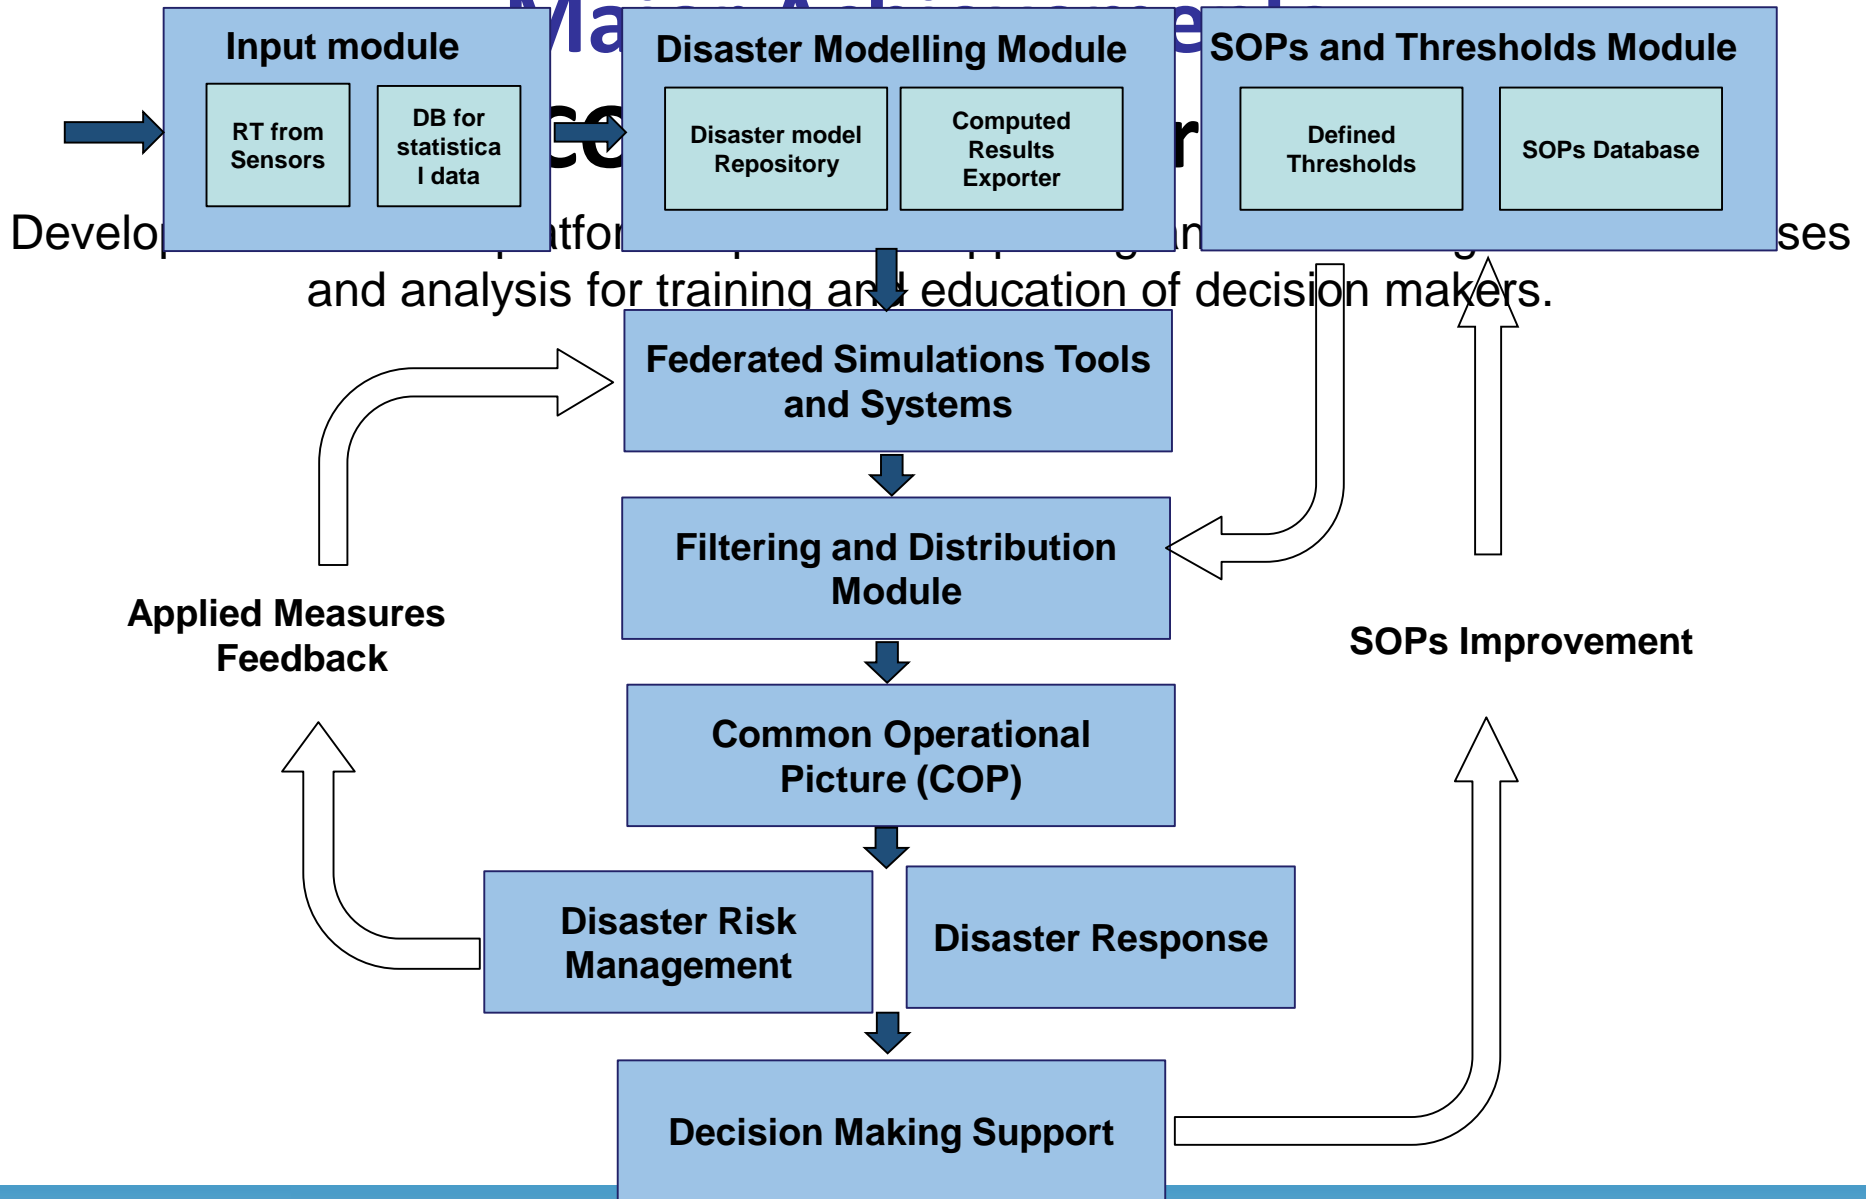 Input module
RT from
Sensors
DB for
statistica
l data
Disaster Modelling Module
Disaster model
Repository
Computed
Results
Exporter
SOPs and Thresholds Module
Defined
Thresholds
SOPs Database
and analysis for training and education of decision makers.
Federated Simulations Tools
and Systems
Filtering and Distribution
Module
Applied Measures
Feedback
SOPs Improvement
Common Operational
Picture (COP)
Disaster Risk
Management
Disaster Response
Decision Making Support